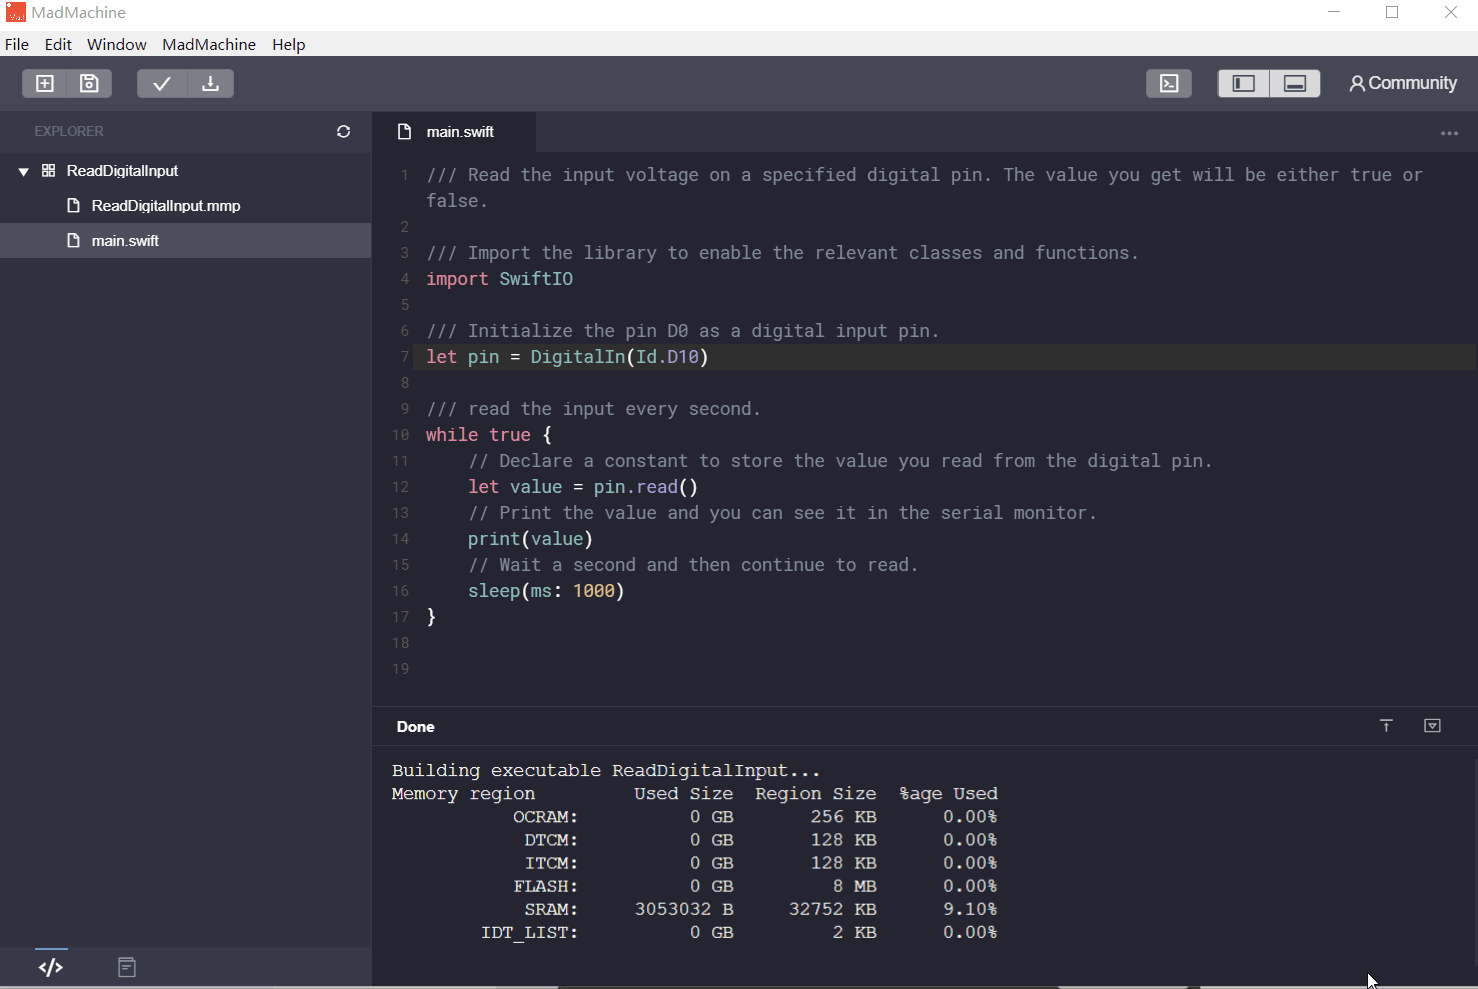 MadMachine
File Edit Window MadMachine Help
Community
EXPLORER
main.swift
ReadDigitalInput
ReadDigitalInput.mmp
main.swift
1 /// Read the input voltage on a specified digital pin. The value you get will be either true or
false.
2
3 /// Import the library to enable the relevant classes and functions.
4 import SwiftIO
5
6 /// Initialize the pin D0 as a digital input pin.
7 let pin = DigitalIn(Id.D10)
8
9 /// read the input every second.
10 while true {
11 // Declare a constant to store the value you read from the digital pin.
12 let value = pin.read()
13 // Print the value and you can see it in the serial monitor.
14 print(value)
15 // Wait a second and then continue to read.
16 sleep(ms: 1000)
17 }
18
19
Done
Building executable ReadDigitalInput...
Memory region Used Size Region Size %age Used
OCRAM: 0 GB 256 KB 0.00%
DTCM: 0 GB 128 KB 0.00%
ITCM: 0 GB 128 KB 0.00%
FLASH: 0 GB 8 MB 0.00%
SRAM: 3053032 B 32752 KB 9.10%
IDT_LIST: 0 GB 2 KB 0.00%